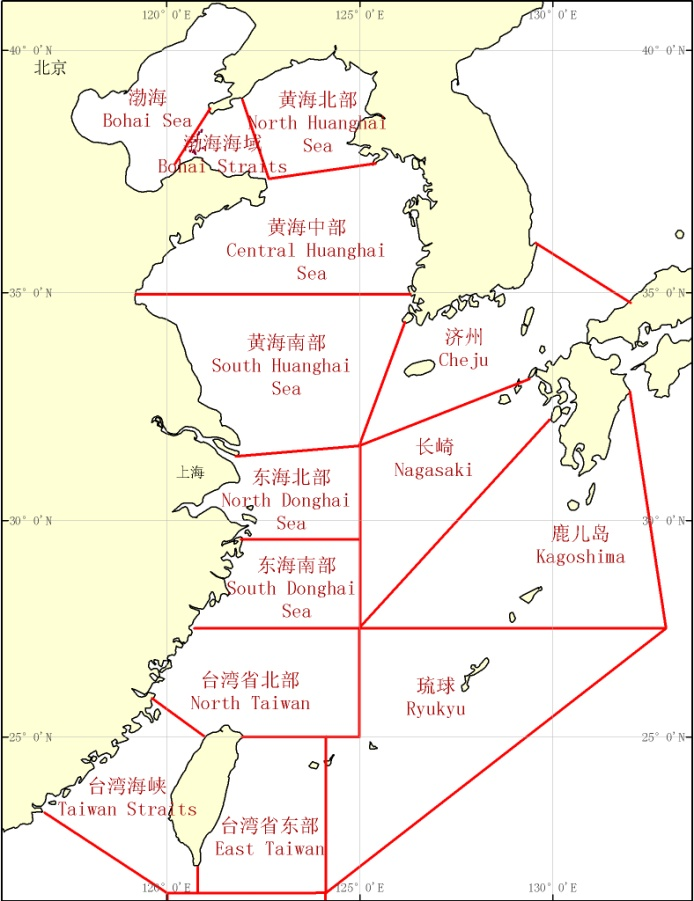 120° 0'E 125° 0'E 130° 0'E
40° 0'N 40° 0'N
北京
渤海
Bohai Sea
黄海北部
North Huanghai
Sea
渤海海域
Bohai Straits
黄海中部
Central Huanghai
Sea
35° 0'N 35° 0'N
黄海南部
South Huanghai
Sea
济州
Cheju
长崎
Nagasaki
上海
东海北部
North Donghai
Sea
30° 0'N 30° 0'N
鹿儿岛
Kagoshima
东海南部
South Donghai
Sea
台湾省北部
North Taiwan
琉球
Ryukyu
25° 0'N 25° 0'N
台湾海峡
Taiwan Straits
台湾省东部
East Taiwan
120° 0'E 125° 0'E 130° 0'E